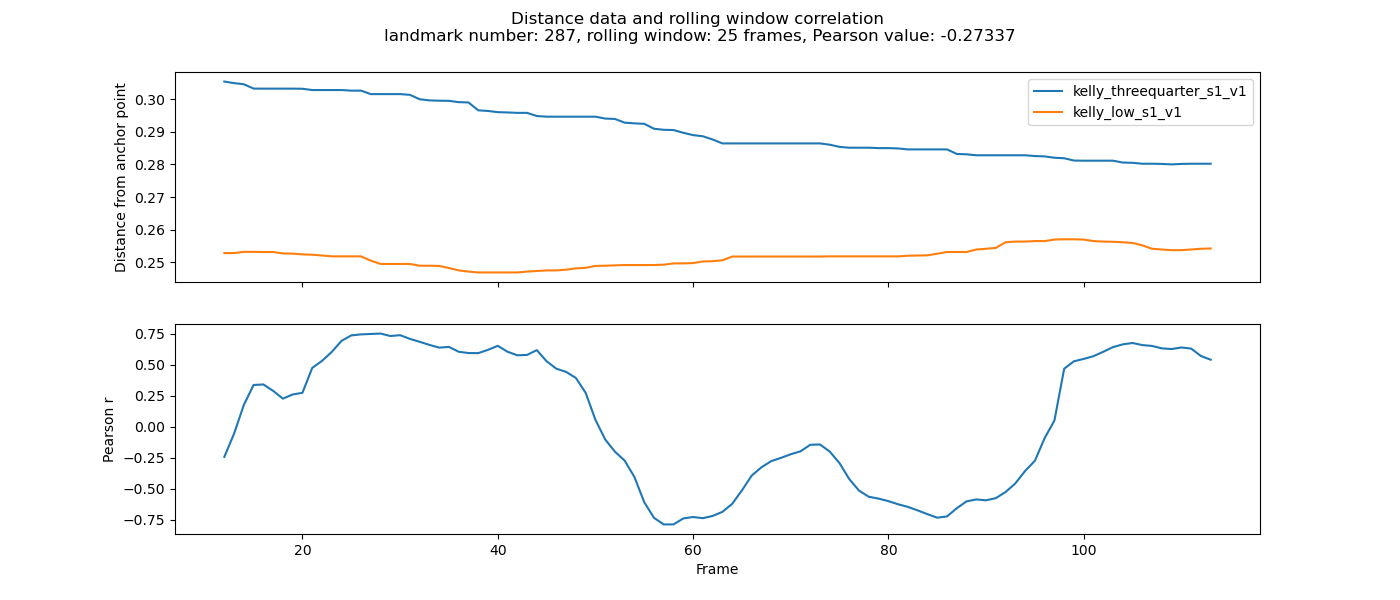 Distance data and rolling window correlation
landmark number: 287, rolling window: 25 frames, Pearson value: -0.27337
Distance from anchor point
0.30
0.29
0.28
0.27
0.26
0.25
kelly_threequarter_s1_v1
kelly_low_s1_v1
Pearson r
0.75
0.50
0.25
0.00
−0.25
−0.50
−0.75
20 40 60 80 100
Frame